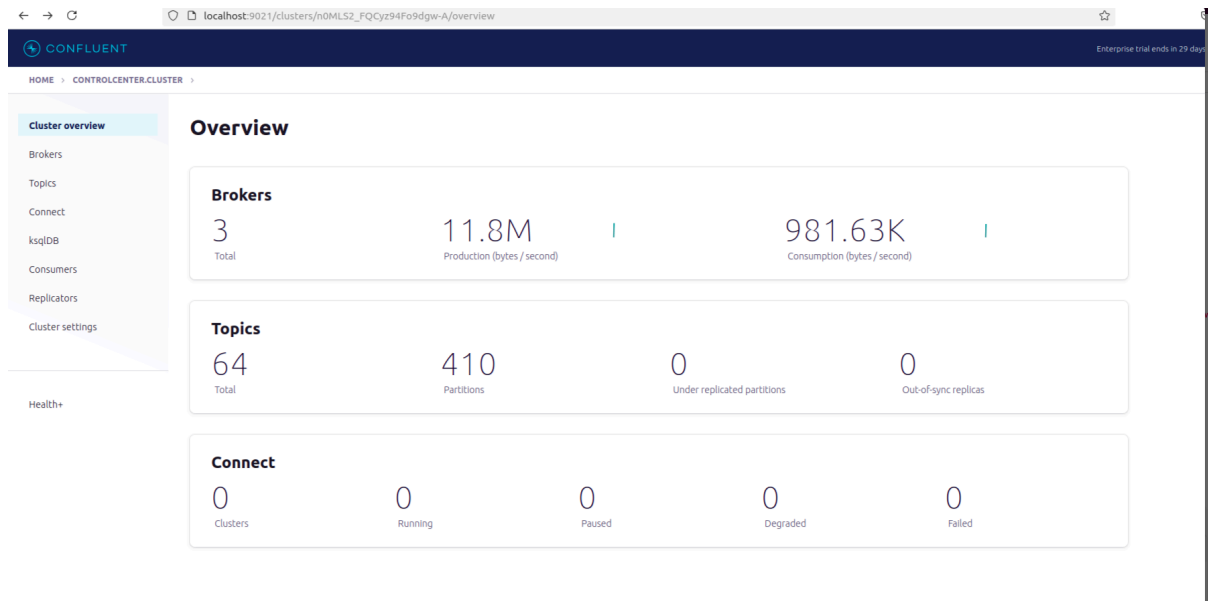 localhost:9021/clusters/n0MLS2_FQCyz94Fo9dgw-A/overview
CONFLUENT
Enterprise trial ends in 29 days
HOME > CONTROLCENTER.CLUSTER >
Cluster overview
Brokers
Topics
Connect
ksqlDB
Consumers
Replicators
Cluster settings
Health+
Overview
Brokers
3 11.8M 981.63K
Total Production (bytes / second) Consumption (bytes / second)
Topics
64 410 0 0
Total Partitions Under replicated partitions Out-of-sync replicas
Connect
0 0 0 0 0
Clusters Running Paused Degraded Failed